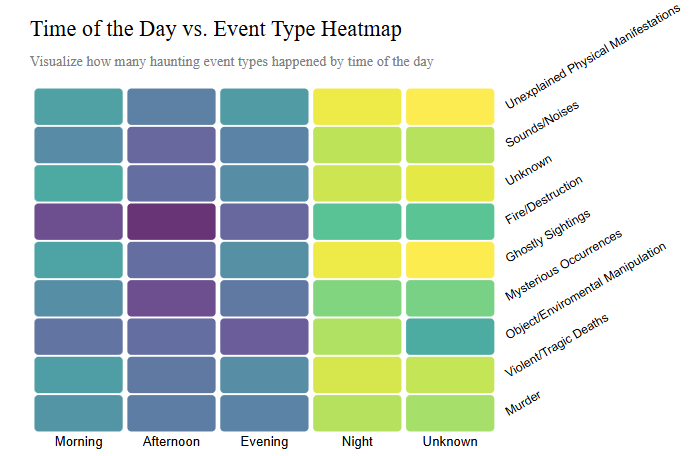 Time of the Day vs. Event Type Heatmap
Visualize how many haunting event types happened by time of the day
Unexplained Physical Manifestations
Sounds/Noises
Unknown
Fire/Destruction
Ghostly Sightings
Mysterious Occurrences
Object/Enviromental Manipulation
Violent/Tragic Deaths
Murder
Morning Afternoon Evening Night Unknown